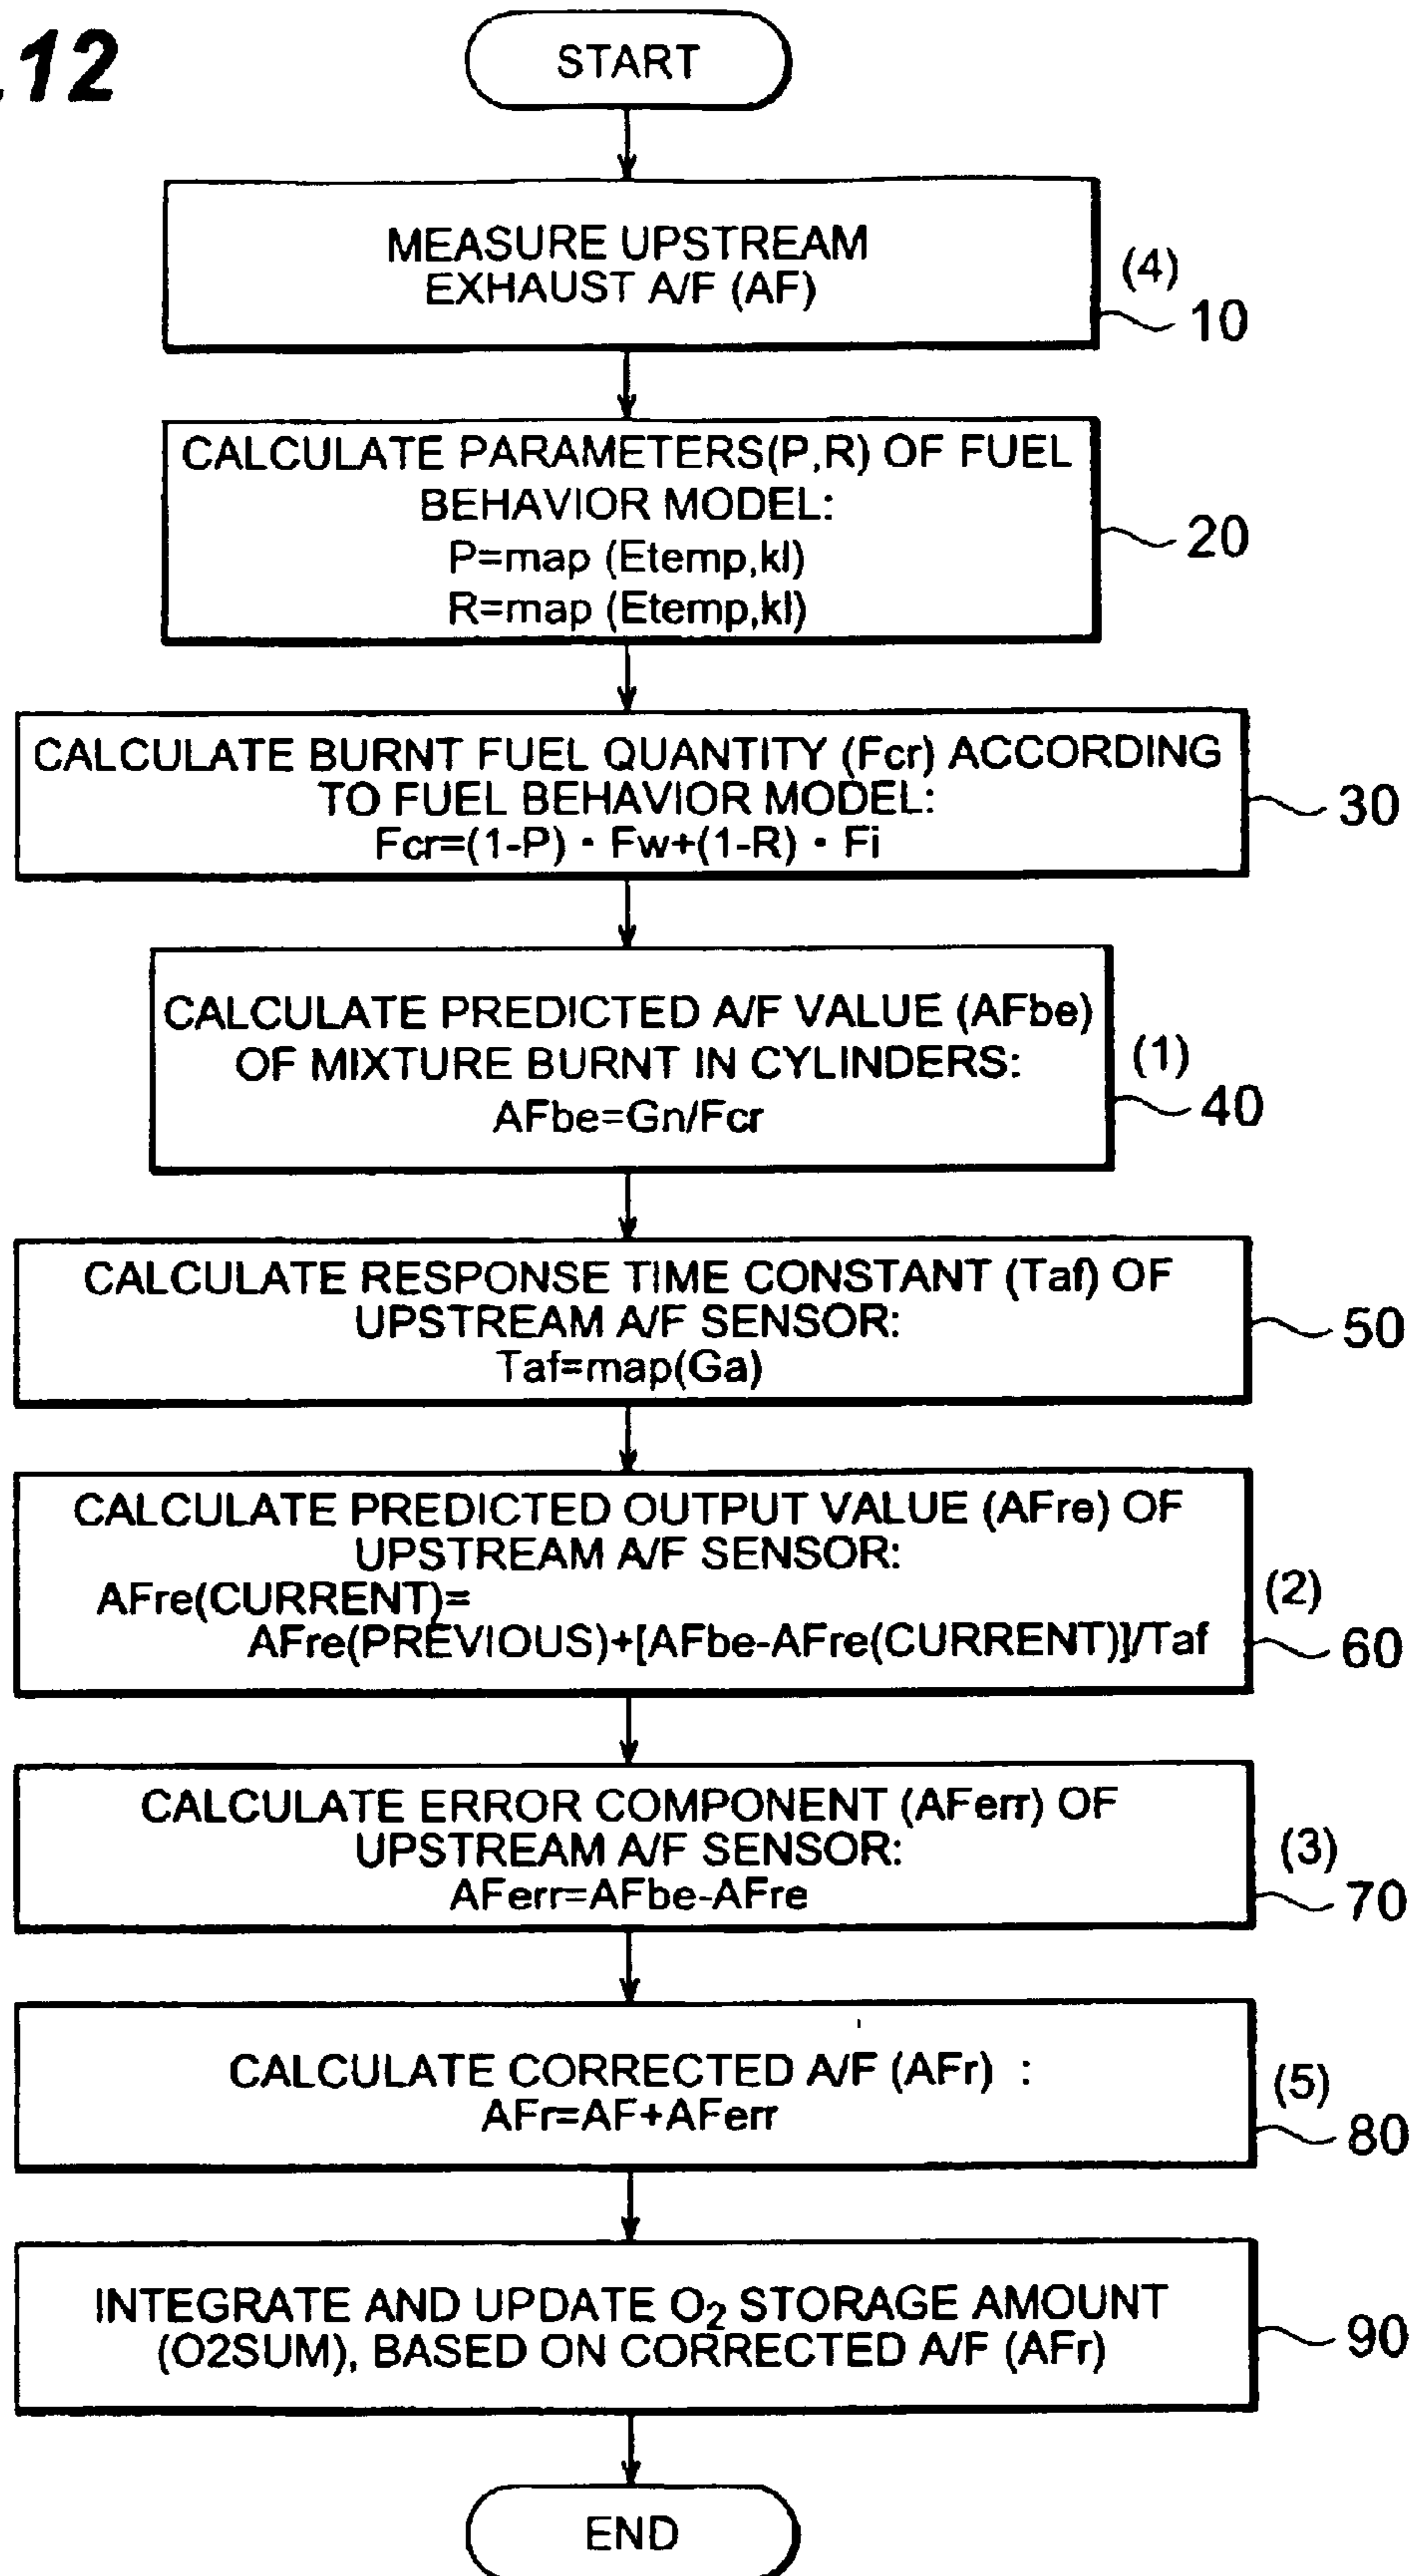 .12
START
MEASURE UPSTREAM
EXHAUST A/F (AF)
(4)
10
CALCULATE PARAMETERS(P,R) OF FUEL
BEHAVIOR MODEL:
P=map (Etemp,kl)
R=map (Etemp,kl)
20
CALCULATE BURNT FUEL QUANTITY (Fcr) ACCORDING
TO FUEL BEHAVIOR MODEL:
Fcr=(1-P) · Fw+(1-R) · Fi
30
CALCULATE PREDICTED A/F VALUE (AFbe)
OF MIXTURE BURNT IN CYLINDERS:
AFbe=Gn/Fcr
(1)
40
CALCULATE RESPONSE TIME CONSTANT (Taf) OF
UPSTREAM A/F SENSOR:
Taf=map(Ga)
50
CALCULATE PREDICTED OUTPUT VALUE (AFre) OF
UPSTREAM A/F SENSOR:
AFre(CURRENT)=
AFre(PREVIOUS)+[AFbe-AFre(CURRENT)]/Taf
(2)
60
CALCULATE ERROR COMPONENT (AFerr) OF
UPSTREAM A/F SENSOR:
AFerr=AFbe-AFre
(3)
70
CALCULATE CORRECTED A/F (AFr) :
AFr=AF+AFerr
(5)
80
INTEGRATE AND UPDATE O₂ STORAGE AMOUNT
(O2SUM), BASED ON CORRECTED A/F (AFr)
90
END